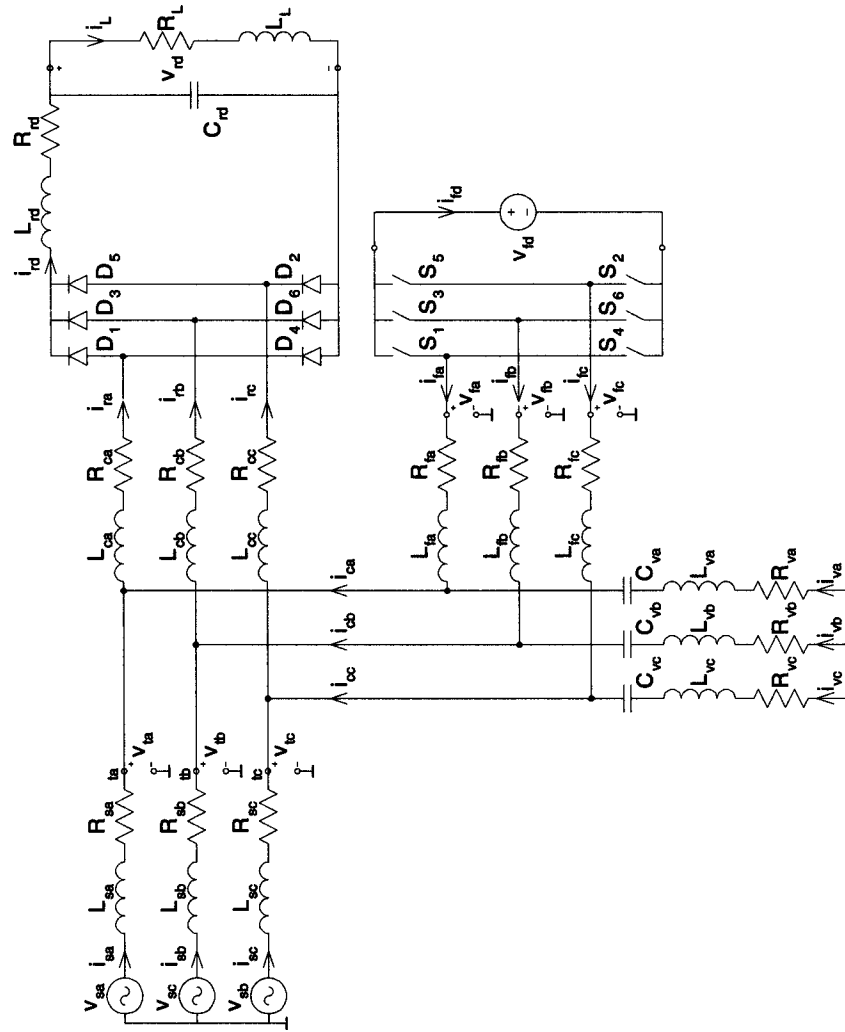 i_L
R_L
L_L
+
v_rd
-
C_rd
R_rd
L_rd
i_rd
D_1
D_3
D_5
D_4
D_6
D_2
i_ra
i_rb
i_rc
R_ca
R_cb
R_cc
L_ca
L_cb
L_cc
i_fd
+
-
v_fd
S_1
S_3
S_5
S_4
S_6
S_2
i_fa
i_fb
i_fc
+
v_fa
-
+
v_fb
-
+
v_fc
-
R_fa
R_fb
R_fc
L_fa
L_fb
L_fc
i_ca
i_cb
i_cc
C_va
L_va
R_va
i_va
C_vb
L_vb
R_vb
i_vb
C_vc
L_vc
R_vc
i_vc
ta
+
v_ta
-
tb
+
v_tb
-
tc
+
v_tc
-
R_sa
R_sb
R_sc
L_sa
L_sb
L_sc
i_sa
i_sb
i_sc
v_sa
v_sc
v_sb